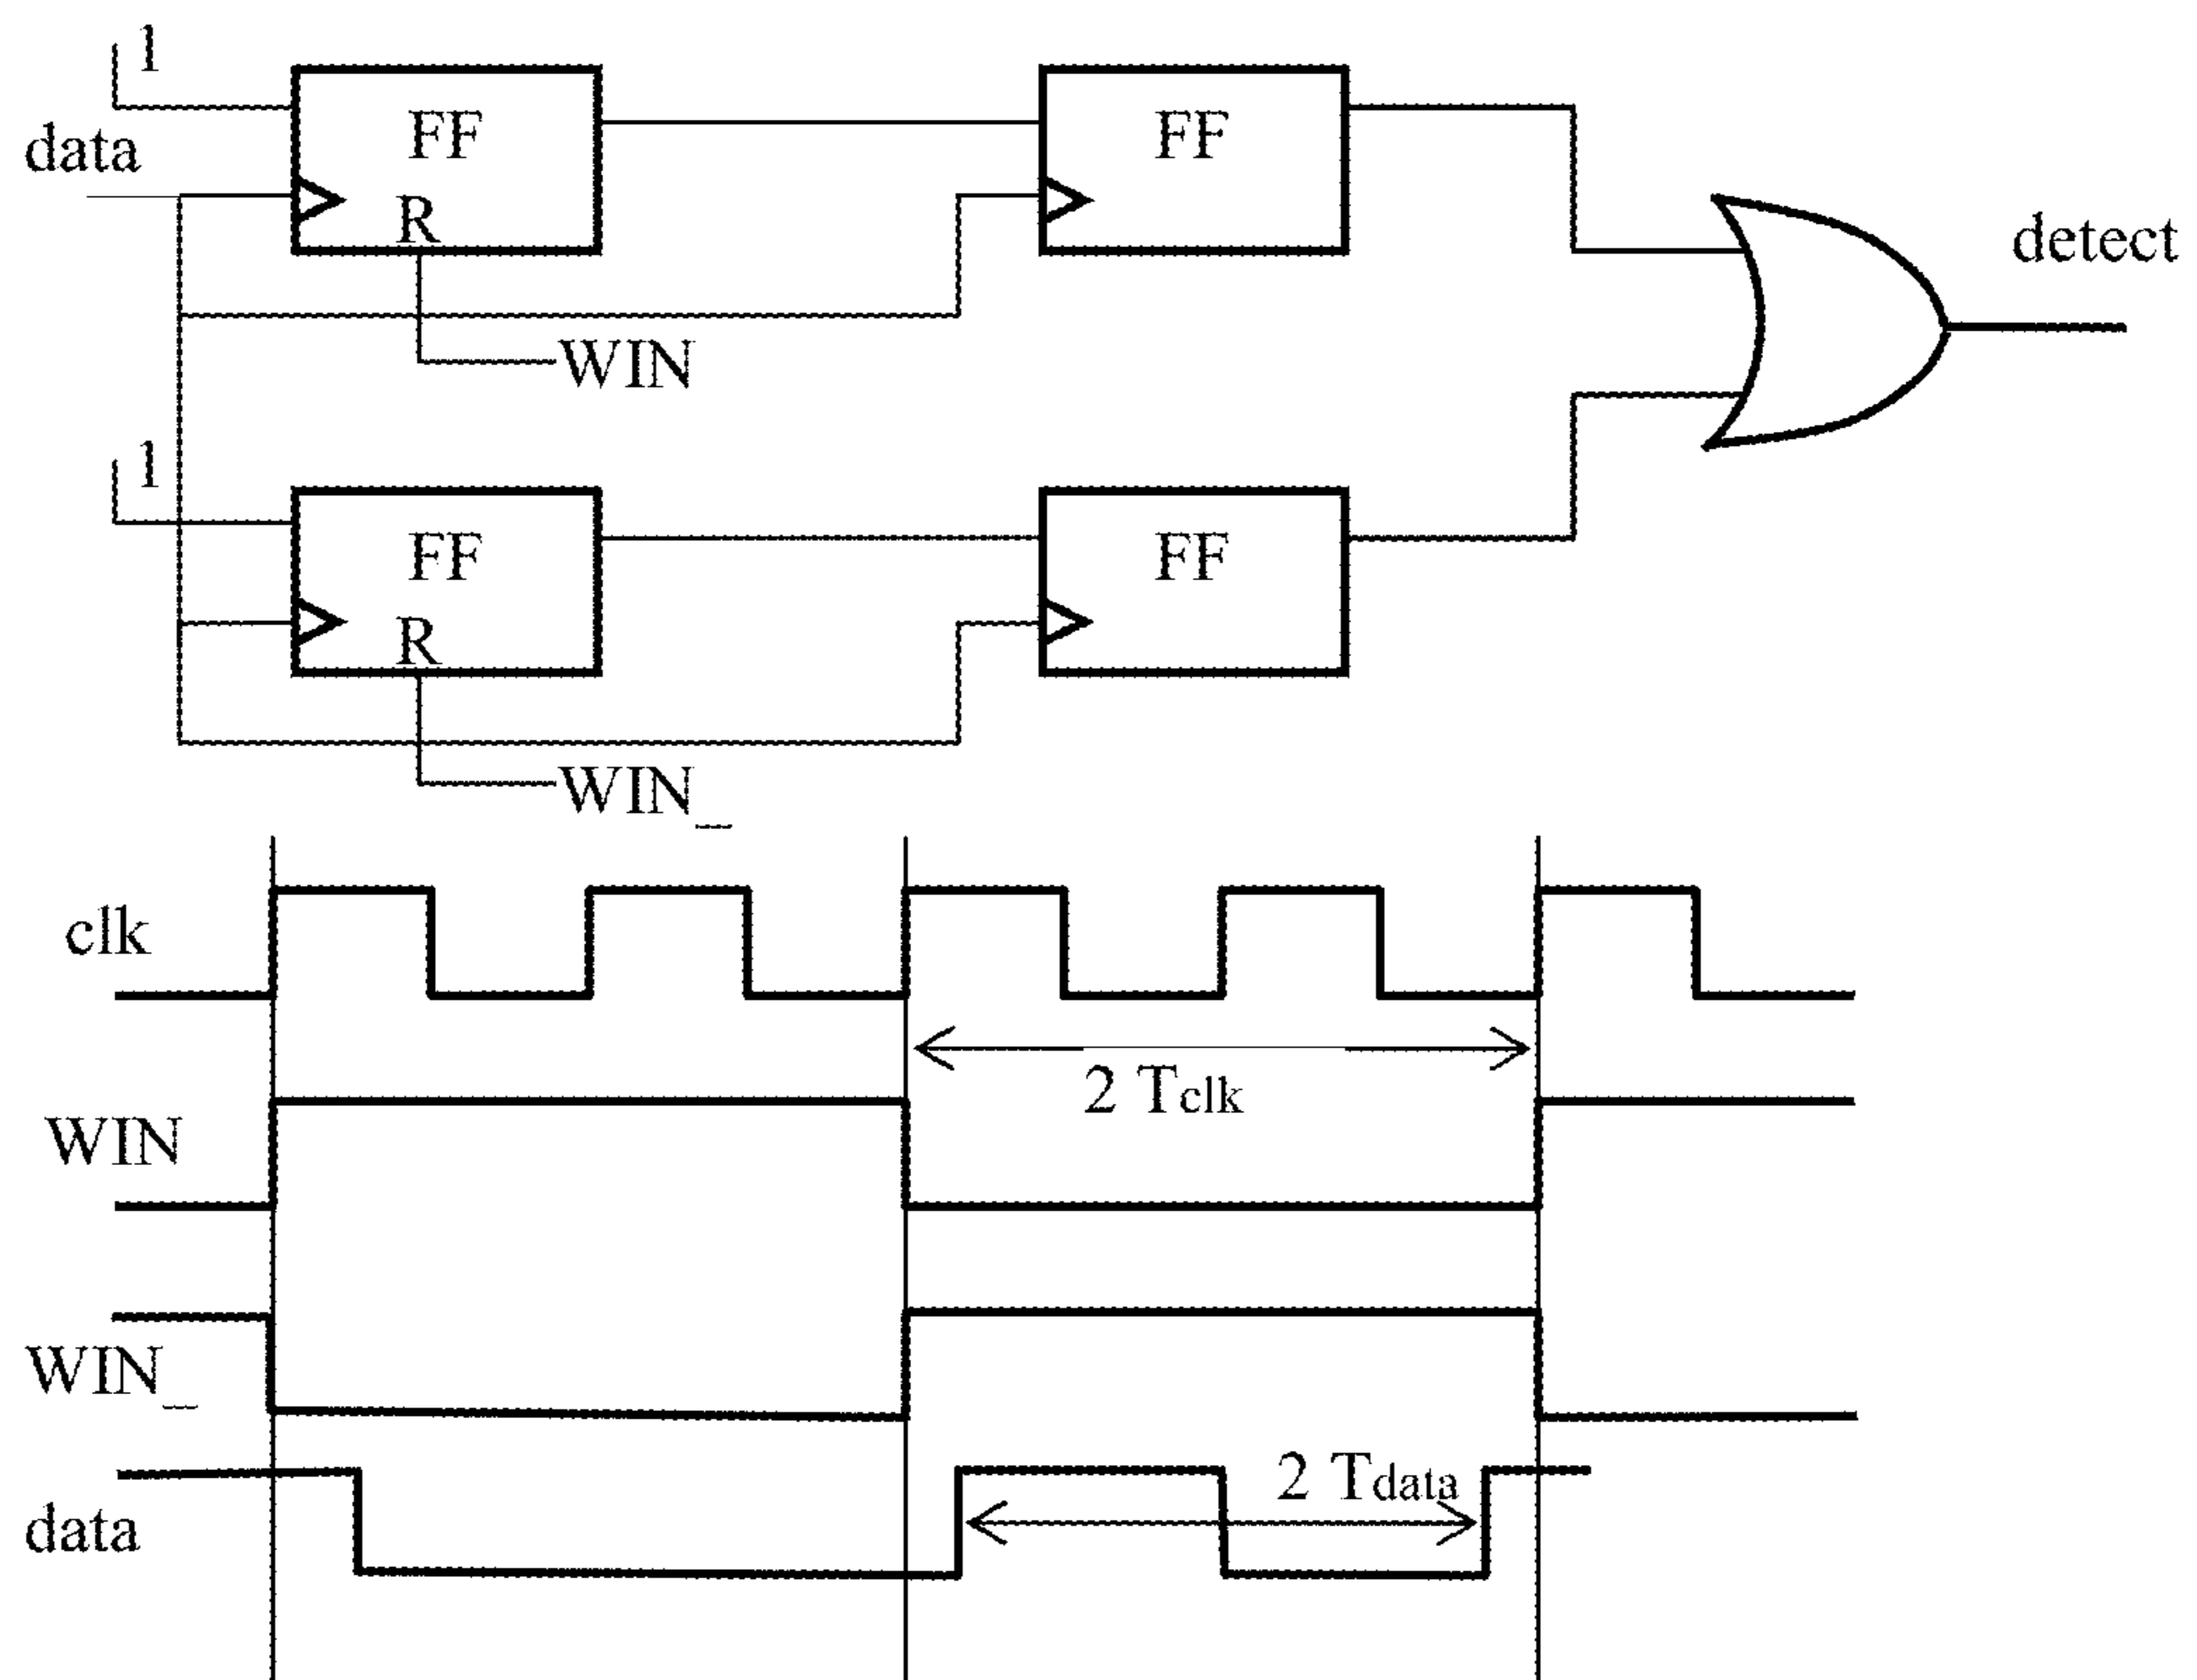 1
data
FF
R
FF
WIN
detect
1
FF
R
FF
WIN_
clk
2 Tclk
WIN
WIN_
2 Tdata
data